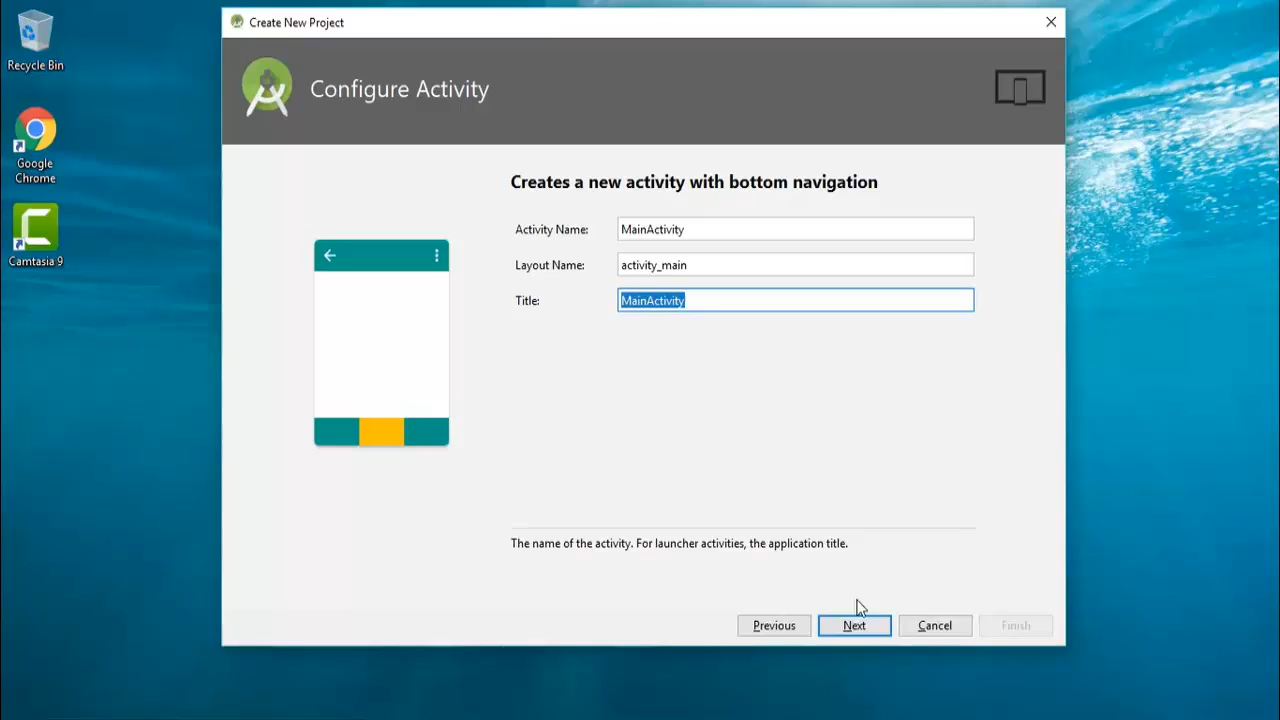 Create New Project
Recycle Bin
Configure Activity
Google
Chrome
Creates a new activity with bottom navigation
Activity Name: MainActivity
Camtasia 9
Layout Name: activity_main
Title: MainActivity
The name of the activity. For launcher activities, the application title.
Previous Next Cancel Finish